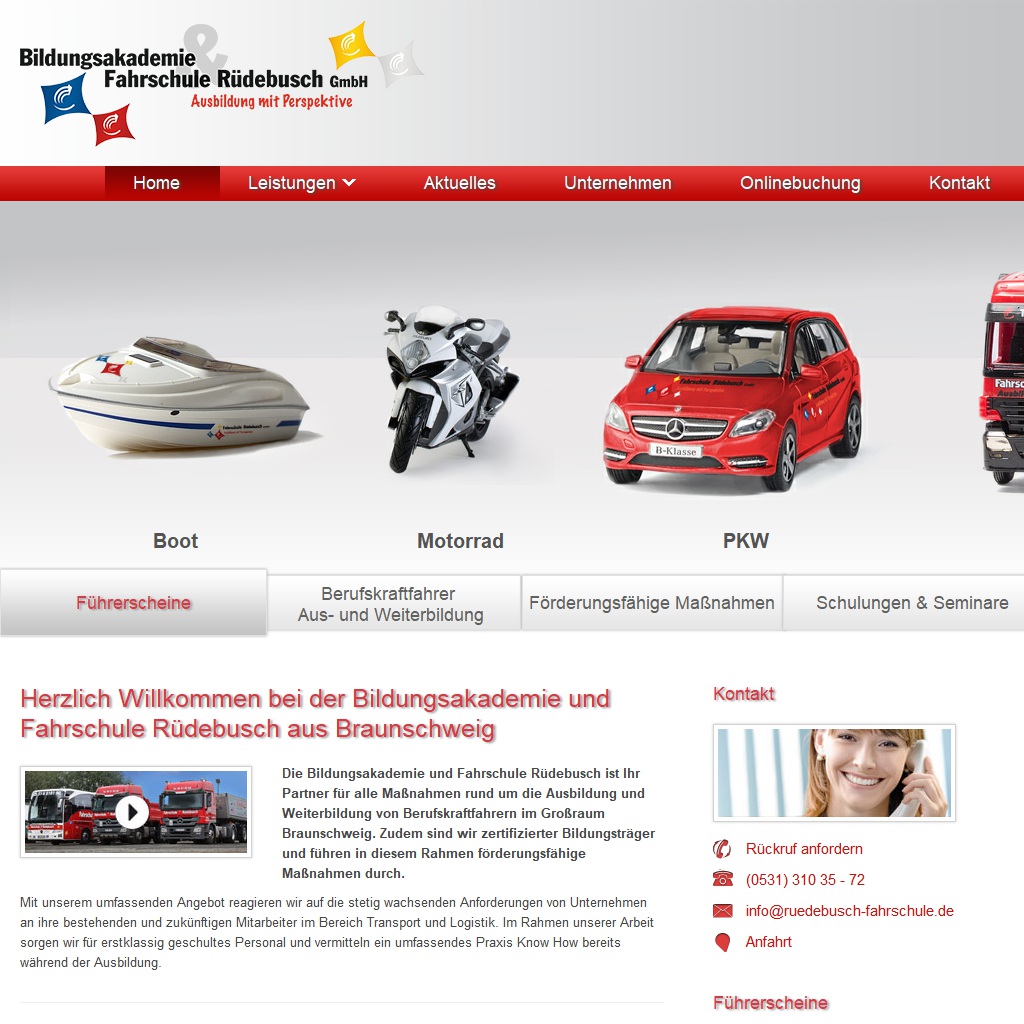 Bildungsakademie &
Fahrschule Rüdebusch GmbH
Ausbildung mit Perspektive
Home Leistungen Aktuelles Unternehmen Onlinebuchung Kontakt
Fahrschule Rüdebusch
Fahrschule Rüdebusch
B-Klasse
Boot Motorrad PKW
Führerscheine
Berufskraftfahrer
Aus- und Weiterbildung
Förderungsfähige Maßnahmen
Schulungen & Seminare
Herzlich Willkommen bei der Bildungsakademie und
Fahrschule Rüdebusch aus Braunschweig
Die Bildungsakademie und Fahrschule Rüdebusch ist Ihr
Partner für alle Maßnahmen rund um die Ausbildung und
Weiterbildung von Berufskraftfahrern im Großraum
Braunschweig. Zudem sind wir zertifizierter Bildungsträger
und führen in diesem Rahmen förderungsfähige
Maßnahmen durch.
Mit unserem umfassenden Angebot reagieren wir auf die stetig wachsenden Anforderungen von Unternehmen
an ihre bestehenden und zukünftigen Mitarbeiter im Bereich Transport und Logistik. Im Rahmen unserer Arbeit
sorgen wir für erstklassig geschultes Personal und vermitteln ein umfassendes Praxis Know How bereits
während der Ausbildung.
Kontakt
Rückruf anfordern
(0531) 310 35 - 72
info@ruedebusch-fahrschule.de
Anfahrt
Führerscheine